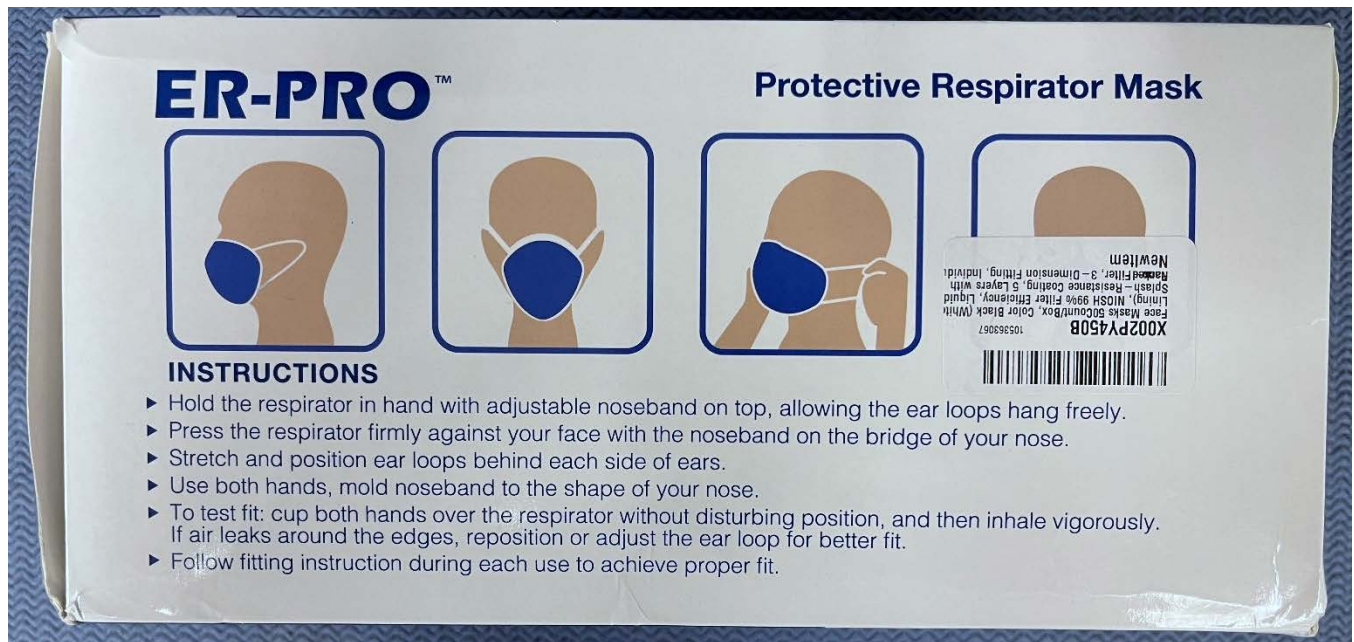 ER-PRO™
Protective Respirator Mask
X002PY450B
105363067
Face Masks 50Count/Box, Color Black (Whit
Lining), NIOSH 99% Filter Efficiency, Liquid
Splash – Resistance Coating, 5 Layers with
Filter, 3 – Dimension Fitting, Individu
NewItem
INSTRUCTIONS
▶ Hold the respirator in hand with adjustable noseband on top, allowing the ear loops hang freely.
▶ Press the respirator firmly against your face with the noseband on the bridge of your nose.
▶ Stretch and position ear loops behind each side of ears.
▶ Use both hands, mold noseband to the shape of your nose.
▶ To test fit: cup both hands over the respirator without disturbing position, and then inhale vigorously.
If air leaks around the edges, reposition or adjust the ear loop for better fit.
▶ Follow fitting instruction during each use to achieve proper fit.